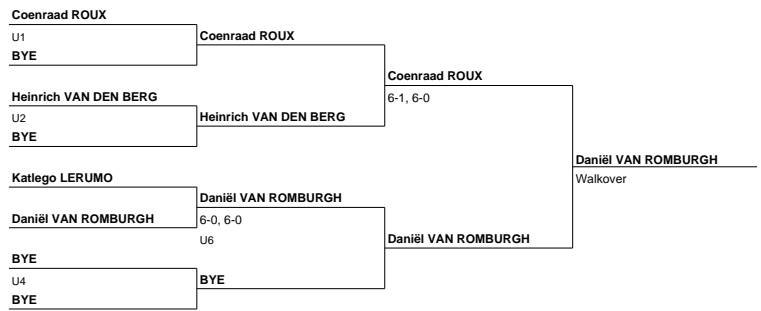 Coenraad ROUX
U1
BYE
Coenraad ROUX
Heinrich VAN DEN BERG
U2
BYE
Heinrich VAN DEN BERG
Coenraad ROUX
6-1, 6-0
Katlego LERUMO
Daniël VAN ROMBURGH
Daniël VAN ROMBURGH
6-0, 6-0
U6
BYE
U4
BYE
BYE
Daniël VAN ROMBURGH
Daniël VAN ROMBURGH
Walkover